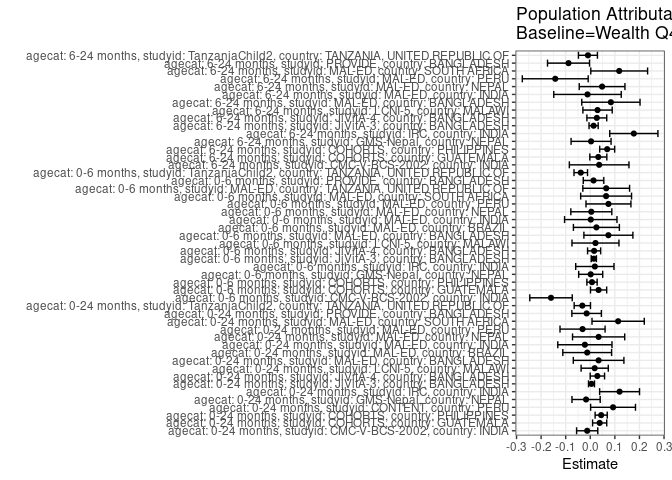 Population Attributa
Baseline=Wealth Q4
agecat: 6-24 months, studyid: TanzaniaChild2, country: TANZANIA, UNITED REPUBLIC OF
agecat: 6-24 months, studyid: PROVIDE, country: BANGLADESH
agecat: 6-24 months, studyid: MAL-ED, country: SOUTH AFRICA
agecat: 6-24 months, studyid: MAL-ED, country: PERU
agecat: 6-24 months, studyid: MAL-ED, country: NEPAL
agecat: 6-24 months, studyid: MAL-ED, country: INDIA
agecat: 6-24 months, studyid: MAL-ED, country: BANGLADESH
agecat: 6-24 months, studyid: LCNI-5, country: MALAWI
agecat: 6-24 months, studyid: JiVitA-4, country: BANGLADESH
agecat: 6-24 months, studyid: JiVitA-3, country: BANGLADESH
agecat: 6-24 months, studyid: IRC, country: INDIA
agecat: 6-24 months, studyid: GMS-Nepal, country: NEPAL
agecat: 6-24 months, studyid: COHORTS, country: PHILIPPINES
agecat: 6-24 months, studyid: COHORTS, country: GUATEMALA
agecat: 6-24 months, studyid: CMC-V-BCS-2002, country: INDIA
agecat: 0-6 months, studyid: TanzaniaChild2, country: TANZANIA, UNITED REPUBLIC OF
agecat: 0-6 months, studyid: PROVIDE, country: BANGLADESH
agecat: 0-6 months, studyid: MAL-ED, country: TANZANIA, UNITED REPUBLIC OF
agecat: 0-6 months, studyid: MAL-ED, country: SOUTH AFRICA
agecat: 0-6 months, studyid: MAL-ED, country: PERU
agecat: 0-6 months, studyid: MAL-ED, country: NEPAL
agecat: 0-6 months, studyid: MAL-ED, country: INDIA
agecat: 0-6 months, studyid: MAL-ED, country: BRAZIL
agecat: 0-6 months, studyid: MAL-ED, country: BANGLADESH
agecat: 0-6 months, studyid: LCNI-5, country: MALAWI
agecat: 0-6 months, studyid: JiVitA-4, country: BANGLADESH
agecat: 0-6 months, studyid: JiVitA-3, country: BANGLADESH
agecat: 0-6 months, studyid: IRC, country: INDIA
agecat: 0-6 months, studyid: GMS-Nepal, country: NEPAL
agecat: 0-6 months, studyid: COHORTS, country: PHILIPPINES
agecat: 0-6 months, studyid: COHORTS, country: GUATEMALA
agecat: 0-6 months, studyid: CMC-V-BCS-2002, country: INDIA
agecat: 0-24 months, studyid: TanzaniaChild2, country: TANZANIA, UNITED REPUBLIC OF
agecat: 0-24 months, studyid: PROVIDE, country: BANGLADESH
agecat: 0-24 months, studyid: MAL-ED, country: SOUTH AFRICA
agecat: 0-24 months, studyid: MAL-ED, country: PERU
agecat: 0-24 months, studyid: MAL-ED, country: NEPAL
agecat: 0-24 months, studyid: MAL-ED, country: INDIA
agecat: 0-24 months, studyid: MAL-ED, country: BRAZIL
agecat: 0-24 months, studyid: MAL-ED, country: BANGLADESH
agecat: 0-24 months, studyid: LCNI-5, country: MALAWI
agecat: 0-24 months, studyid: JiVitA-4, country: BANGLADESH
agecat: 0-24 months, studyid: JiVitA-3, country: BANGLADESH
agecat: 0-24 months, studyid: IRC, country: INDIA
agecat: 0-24 months, studyid: GMS-Nepal, country: NEPAL
agecat: 0-24 months, studyid: CONTENT, country: PERU
agecat: 0-24 months, studyid: COHORTS, country: PHILIPPINES
agecat: 0-24 months, studyid: COHORTS, country: GUATEMALA
agecat: 0-24 months, studyid: CMC-V-BCS-2002, country: INDIA
-0.3 -0.2 -0.1 0.0 0.1 0.2 0.3
Estimate